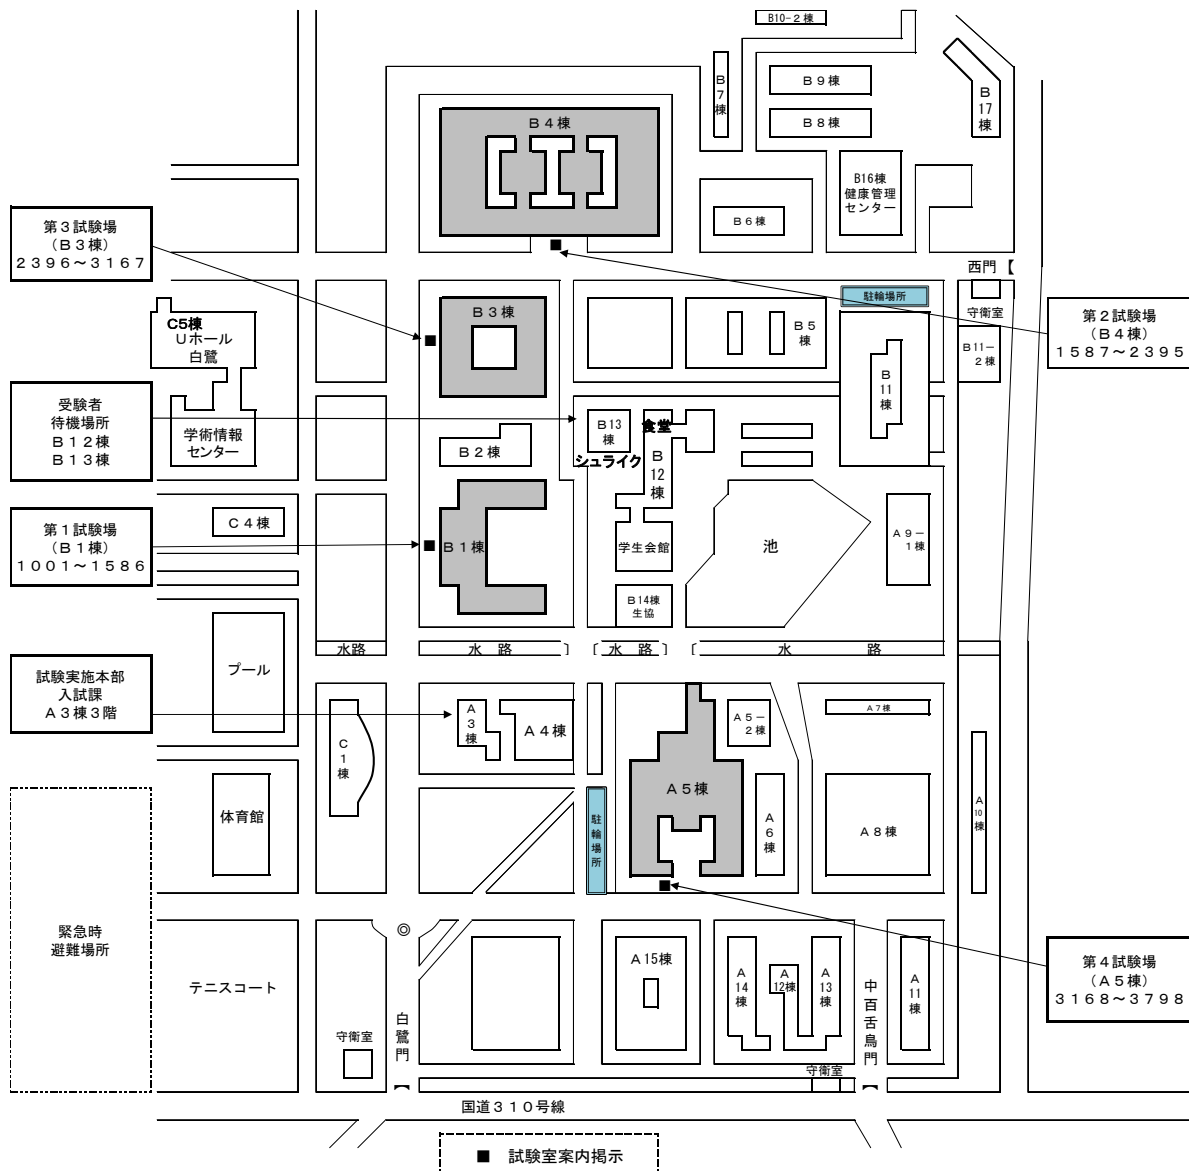 B10-2棟
B7棟
B9棟
B8棟
B17棟
B4棟
B16棟
健康管理
センター
B6棟
第3試験場
(B3棟)
2396~3167
西門【
守衛室
駐輪場所
第2試験場
(B4棟)
1587~2395
B3棟
B5棟
B11-2棟
C5棟
Uホール
白鷺
B11棟
受験者
待機場所
B12棟
B13棟
学術情報
センター
B2棟
B13棟
食堂
シュライク
B12棟
第1試験場
(B1棟)
1001~1586
C4棟
B1棟
学生会館
池
A9-1棟
B14棟
生協
水路
水路
水路
水路
試験実施本部
入試課
A3棟3階
プール
C1棟
A3棟
A4棟
A5-2棟
A7棟
A5棟
A6棟
A8棟
A10棟
体育館
駐輪場所
緊急時
避難場所
◎
テニスコート
守衛室
白鷺門
A15棟
A14棟
A12棟
A13棟
中百舌鳥門
A11棟
守衛室
第4試験場
(A5棟)
3168~3798
国道310号線
■ 試験室案内掲示